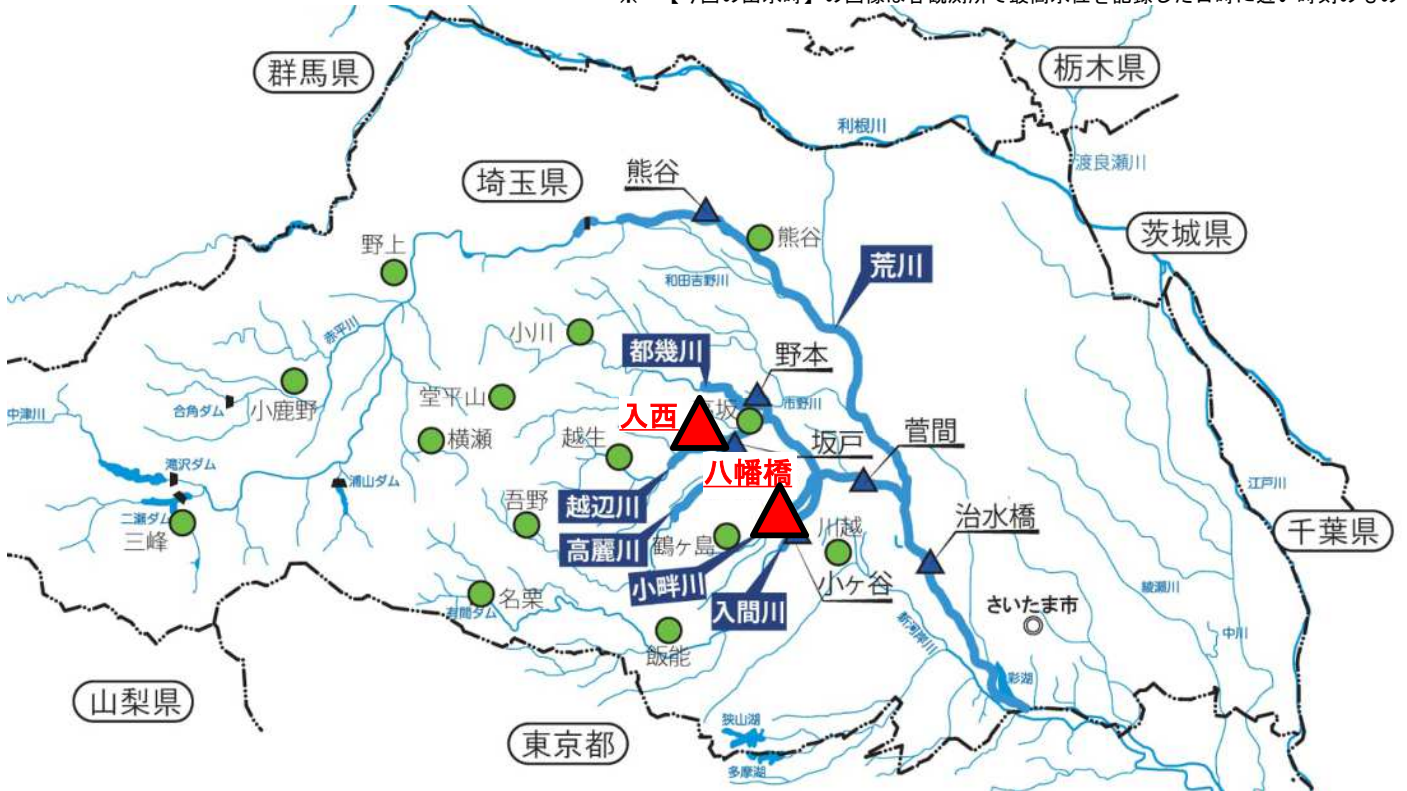 群馬県
栃木県
利根川
渡良瀬川
熊谷
埼玉県
茨城県
野上
熊谷
荒川
和田吉野川
赤平川
小川
都幾川
野本
中津川
合角ダム
小鹿野
堂平山
入西
坂
市野川
横瀬
越生
坂戸
菅間
滝沢ダム
浦山ダム
八幡橋
江戸川
二瀬ダム
三峰
吾野
越辺川
高麗川
鶴ヶ島
川越
治水橋
千葉県
小畔川
小ヶ谷
綾瀬川
名栗
有間ダム
入間川
さいたま市
新河岸川
中川
飯能
彩湖
山梨県
東京都
狭山湖
多摩湖